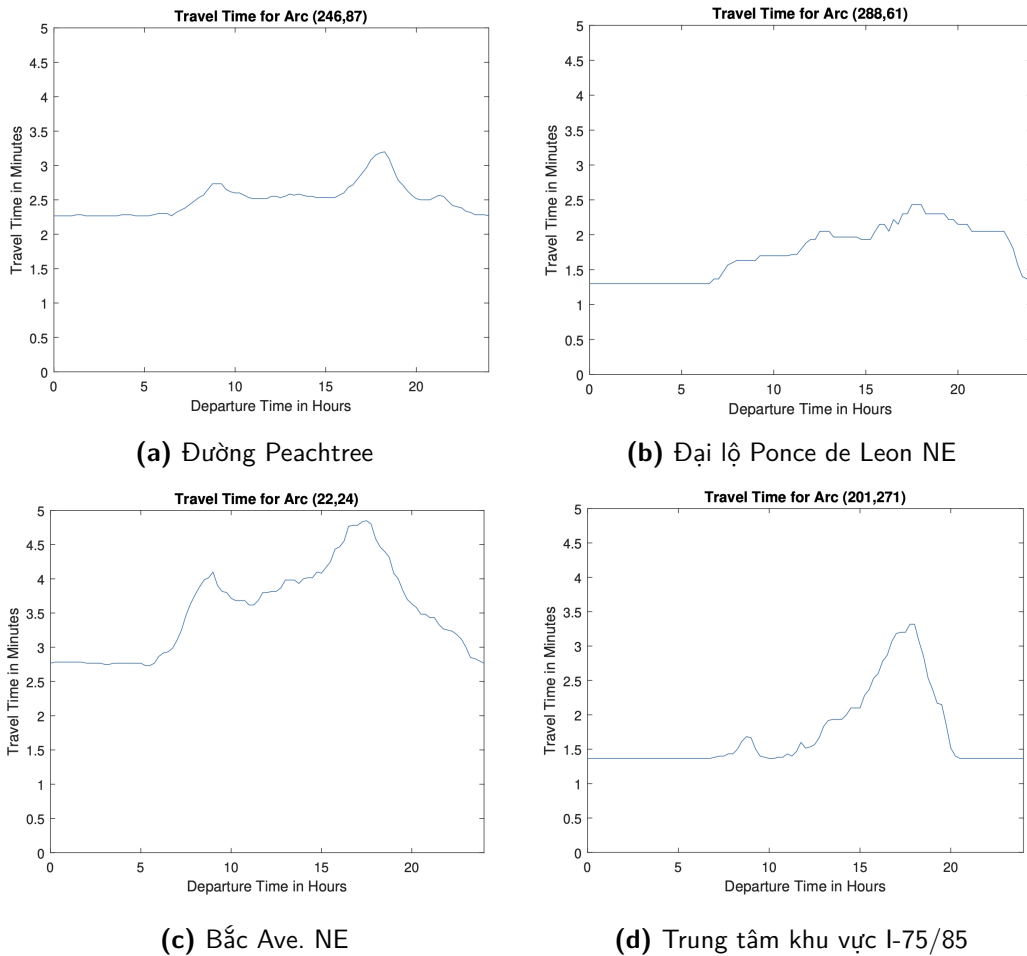 Travel Time for Arc (246,87)
5
4.5
4
3.5
3
2.5
2
1.5
1
0.5
0
Travel Time in Minutes
0 5 10 15 20
Departure Time in Hours
(a) Đường Peachtree
Travel Time for Arc (288,61)
5
4.5
4
3.5
3
2.5
2
1.5
1
0.5
0
Travel Time in Minutes
0 5 10 15 20
Departure Time in Hours
(b) Đại lộ Ponce de Leon NE
Travel Time for Arc (22,24)
5
4.5
4
3.5
3
2.5
2
1.5
1
0.5
0
Travel Time in Minutes
0 5 10 15 20
Departure Time in Hours
(c) Bắc Ave. NE
Travel Time for Arc (201,271)
5
4.5
4
3.5
3
2.5
2
1.5
1
0.5
0
Travel Time in Minutes
0 5 10 15 20
Departure Time in Hours
(d) Trung tâm khu vực I-75/85